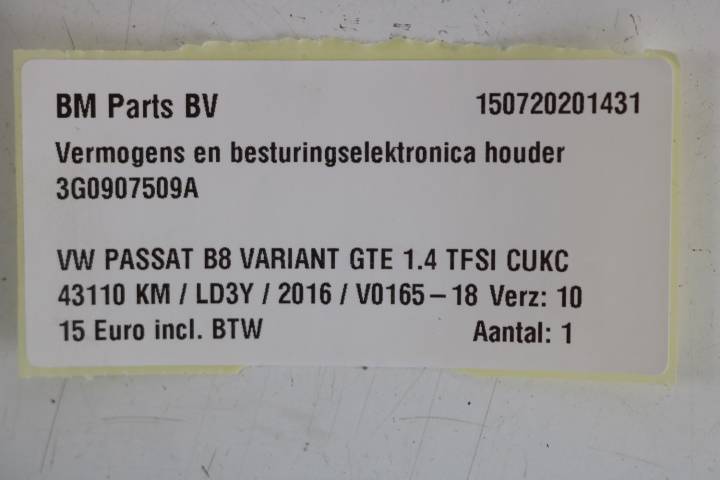 BM Parts BV 150720201431
Vermogens en besturingselektronica houder
3G0907509A
VW PASSAT B8 VARIANT GTE 1.4 TFSI CUKC
43110 KM / LD3Y / 2016 / V0165-18 Verz: 10
15 Euro incl. BTW Aantal: 1